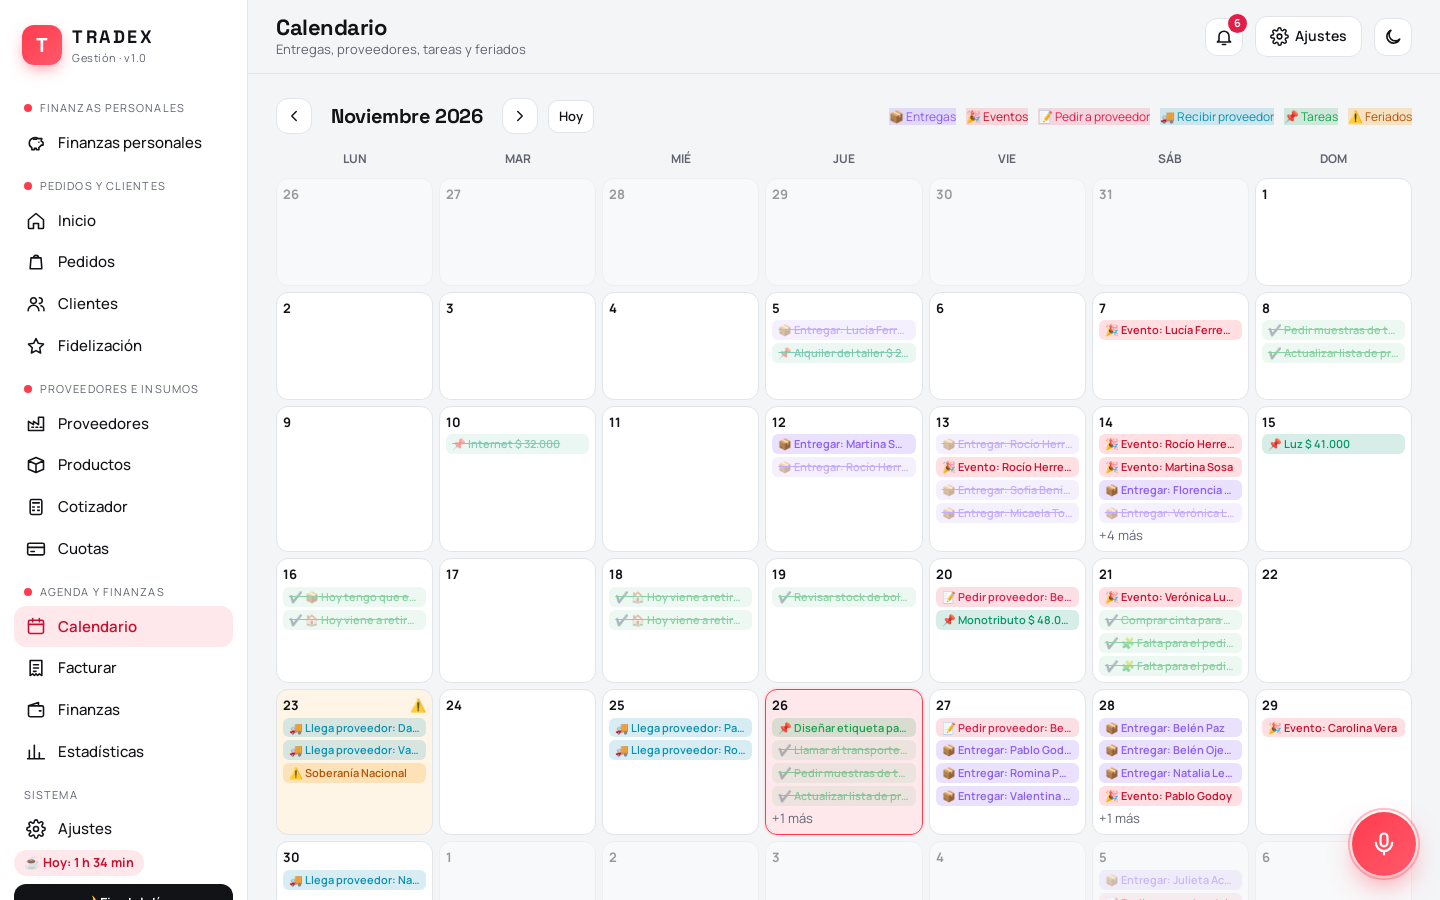 T
TRADEX
Gestión · v1.0
FINANZAS PERSONALES
Finanzas personales
PEDIDOS Y CLIENTES
Inicio
Pedidos
Clientes
Fidelización
PROVEEDORES E INSUMOS
Proveedores
Productos
Cotizador
Cuotas
AGENDA Y FINANZAS
Calendario
Facturar
Finanzas
Estadísticas
SISTEMA
Ajustes
☕ Hoy: 1 h 34 min
Calendario
Entregas, proveedores, tareas y feriados
6
Ajustes
Noviembre 2026
Hoy
📦 Entregas 🎉 Eventos 📝 Pedir a proveedor 🚚 Recibir proveedor 📌 Tareas ⚠️ Feriados
LUN MAR MIÉ JUE VIE SÁB DOM
26 27 28 29 30 31 1
2
3
4
5
📦 Entregar: Lucía Ferr...
📌 Alquiler del taller $ 2...
6
7
🎉 Evento: Lucía Ferre...
8
✔️ Pedir muestras de t...
✔️ Actualizar lista de pr...
9
10
📌 Internet $ 32.000
11
12
📦 Entregar: Martina S...
📦 Entregar: Rocío Herr...
13
📦 Entregar: Rocío Herr...
🎉 Evento: Rocío Herre...
📦 Entregar: Sofía Bení...
📦 Entregar: Micaela To...
14
🎉 Evento: Rocío Herre...
🎉 Evento: Martina Sosa
📦 Entregar: Florencia ...
📦 Entregar: Verónica L...
+4 más
15
📌 Luz $ 41.000
16
✔️ 📦 Hoy tengo que e...
✔️ 🏠 Hoy viene a retir...
17
18
✔️ 🏠 Hoy viene a retir...
✔️ 🏠 Hoy viene a retir...
19
✔️ Revisar stock de bol...
20
📝 Pedir proveedor: Be...
📌 Monotributo $ 48.0...
21
🎉 Evento: Verónica Lu...
✔️ Comprar cinta para ...
✔️ 🧩 Falta para el pedi...
✔️ 🧩 Falta para el pedi...
22
23 ⚠️
🚚 Llega proveedor: Da...
🚚 Llega proveedor: Va...
⚠️ Soberanía Nacional
24
25
🚚 Llega proveedor: Pa...
🚚 Llega proveedor: Ro...
26
📌 Diseñar etiqueta pa...
✔️ Llamar al transporte...
✔️ Pedir muestras de t...
✔️ Actualizar lista de pr...
+1 más
27
📝 Pedir proveedor: Be...
📦 Entregar: Pablo God...
📦 Entregar: Romina P...
📦 Entregar: Valentina ...
28
📦 Entregar: Belén Paz
📦 Entregar: Belén Oje...
📦 Entregar: Natalia Le...
🎉 Evento: Pablo Godoy
+1 más
29
🎉 Evento: Carolina Vera
30
🚚 Llega proveedor: Na...
1
2
3
4
5
📦 Entregar: Julieta Ac...
6